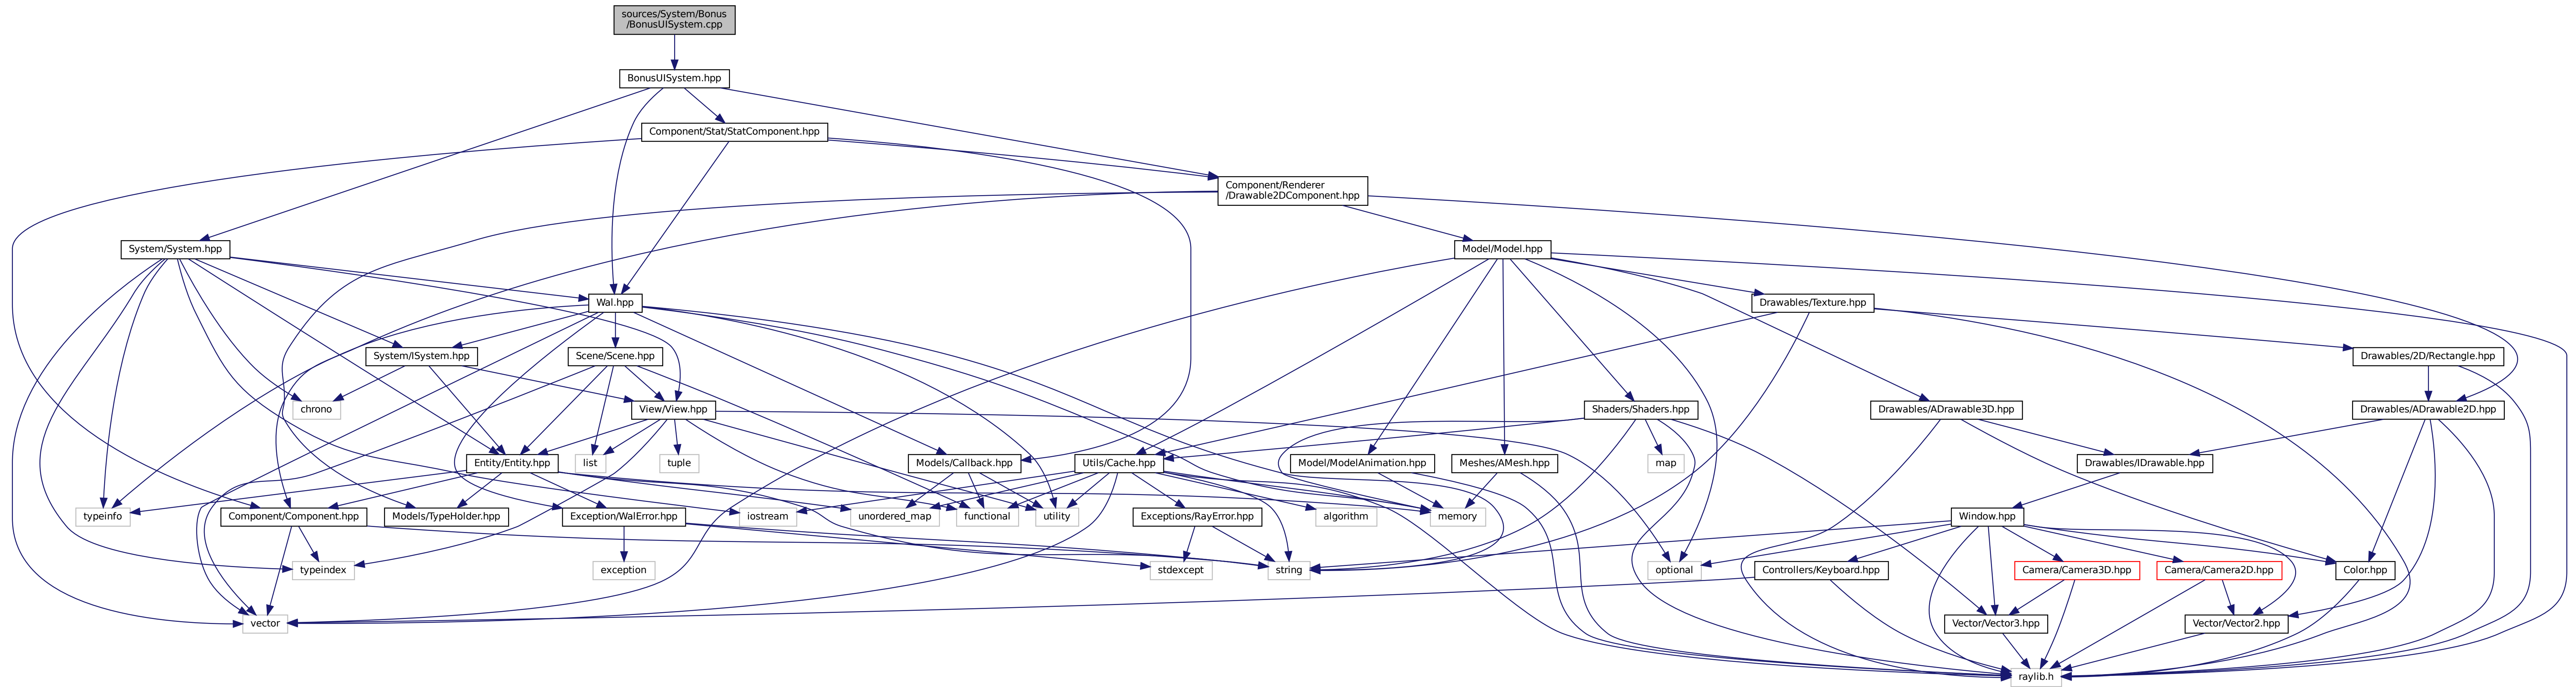 sources/System/Bonus
/BonusUISystem.cpp
BonusUISystem.hpp
Component/Stat/StatComponent.hpp
Component/Renderer
/Drawable2DComponent.hpp
System/System.hpp
Model/Model.hpp
Wal.hpp
Drawables/Texture.hpp
System/ISystem.hpp
Scene/Scene.hpp
Drawables/2D/Rectangle.hpp
chrono
View/View.hpp
Shaders/Shaders.hpp
Drawables/ADrawable3D.hpp
Drawables/ADrawable2D.hpp
Entity/Entity.hpp
list
tuple
Models/Callback.hpp
Utils/Cache.hpp
Model/ModelAnimation.hpp
Meshes/AMesh.hpp
map
Drawables/IDrawable.hpp
typeinfo
Component/Component.hpp
Models/TypeHolder.hpp
Exception/WalError.hpp
iostream
unordered_map
functional
utility
Exceptions/RayError.hpp
algorithm
memory
Window.hpp
typeindex
exception
stdexcept
string
optional
Controllers/Keyboard.hpp
Camera/Camera3D.hpp
Camera/Camera2D.hpp
Color.hpp
vector
Vector/Vector3.hpp
Vector/Vector2.hpp
raylib.h